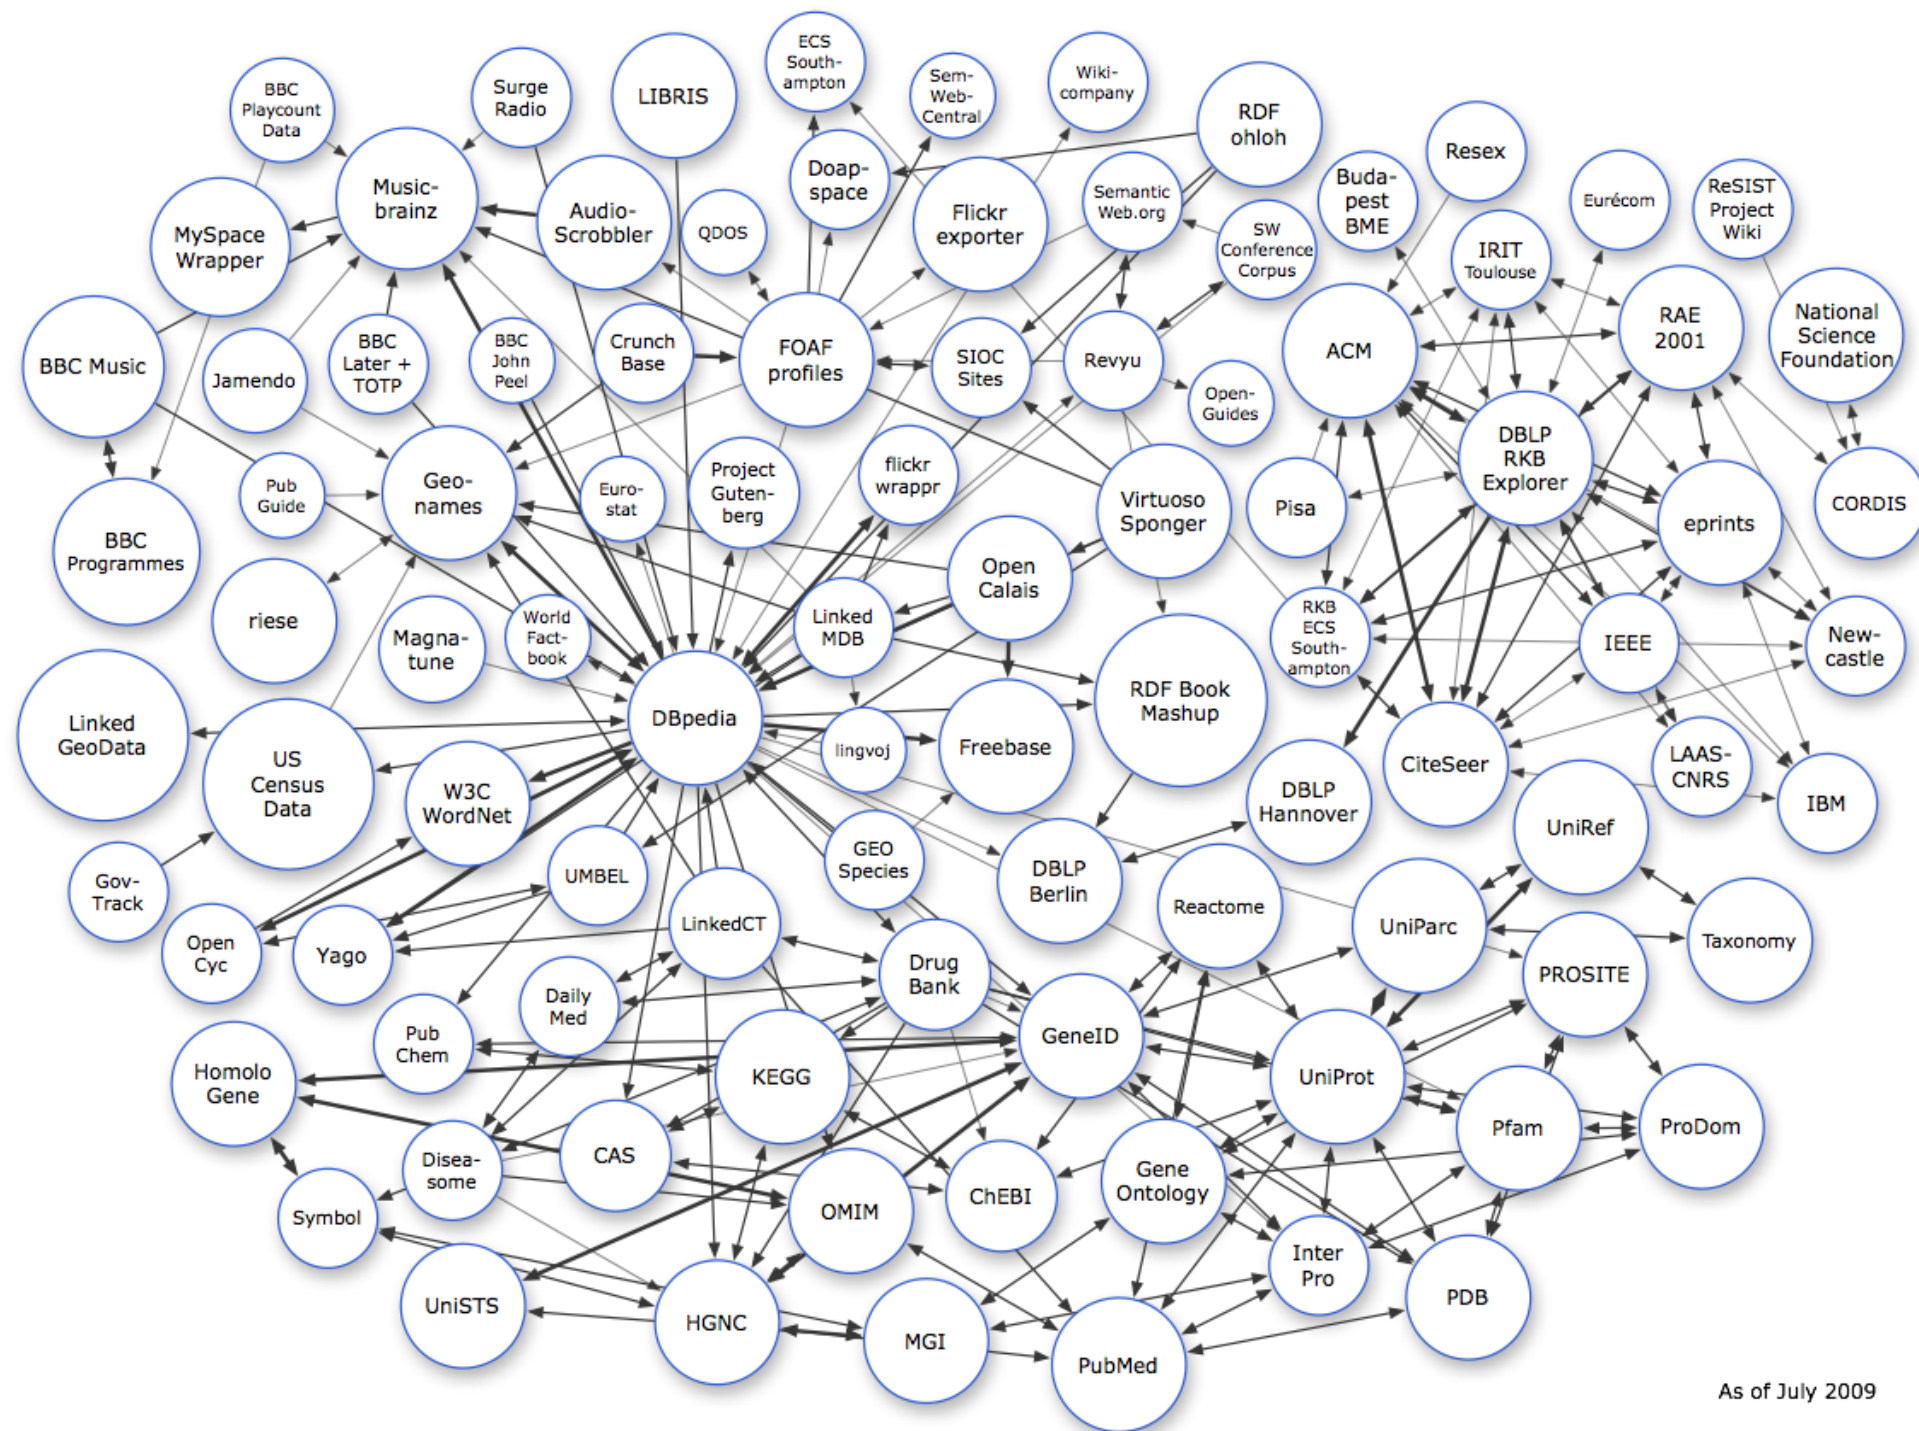 ECS
South-
ampton
BBC
Playcount
Data
Surge
Radio
LIBRIS
Sem-
Web-
Central
Wiki-
company
RDF
ohloh
Resex
Music-
brainz
MySpace
Wrapper
Audio-
Scrobbler
QDOS
Doap-
space
Flickr
exporter
Semantic
Web.org
SW
Conference
Corpus
Buda-
pest
BME
Eurécom
ReSIST
Project
Wiki
IRIT
Toulouse
RAE
2001
National
Science
Foundation
BBC Music
Jamendo
BBC
Later +
TOTP
BBC
John
Peel
Crunch
Base
FOAF
profiles
SIOC
Sites
Revyu
Open-
Guides
ACM
DBLP
RKB
Explorer
Pub
Guide
Geo-
names
Euro-
stat
Project
Guten-
berg
flickr
wrappr
Virtuoso
Sponger
Pisa
eprints
CORDIS
BBC
Programmes
riese
Magna-
tune
World
Fact-
book
Linked
MDB
Open
Calais
RKB
ECS
South-
ampton
IEEE
New-
castle
Linked
GeoData
US
Census
Data
DBpedia
lingvoj
Freebase
RDF Book
Mashup
CiteSeer
LAAS-
CNRS
IBM
W3C
WordNet
DBLP
Hannover
UniRef
Gov-
Track
Open
Cyc
Yago
UMBEL
LinkedCT
GEO
Species
DBLP
Berlin
Reactome
UniParc
Taxonomy
PROSITE
Drug
Bank
Daily
Med
Pub
Chem
Homolo
Gene
KEGG
GeneID
UniProt
Pfam
ProDom
Disea-
some
CAS
Symbol
OMIM
ChEBI
Gene
Ontology
Inter
Pro
PDB
UniSTS
HGNC
MGI
PubMed
As of July 2009